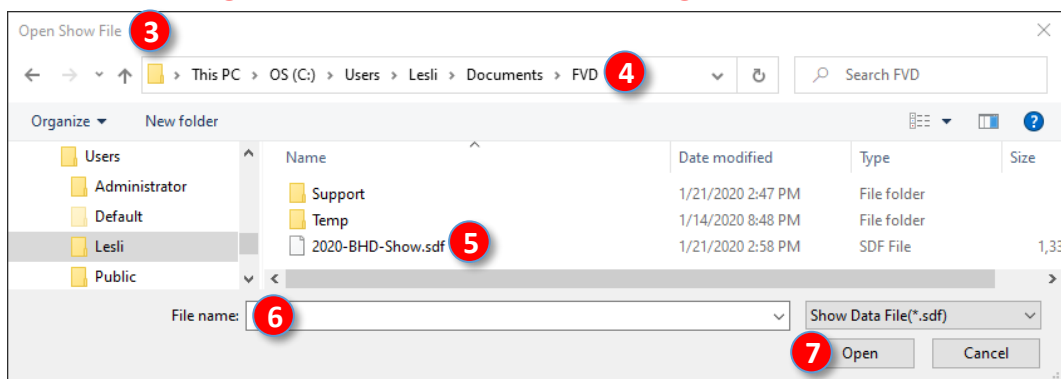 Open Show File 3
This PC > OS (C:) > Users > Lesli > Documents > FVD 4 Search FVD
Organize New folder ?
Users Name Date modified Type Size
Administrator Support 1/21/2020 2:47 PM File folder
Default Temp 1/14/2020 8:48 PM File folder
Lesli 2020-BHD-Show.sdf 5 1/21/2020 2:58 PM SDF File 1,33
Public
File name: 6 Show Data File(*.sdf)
7 Open Cancel